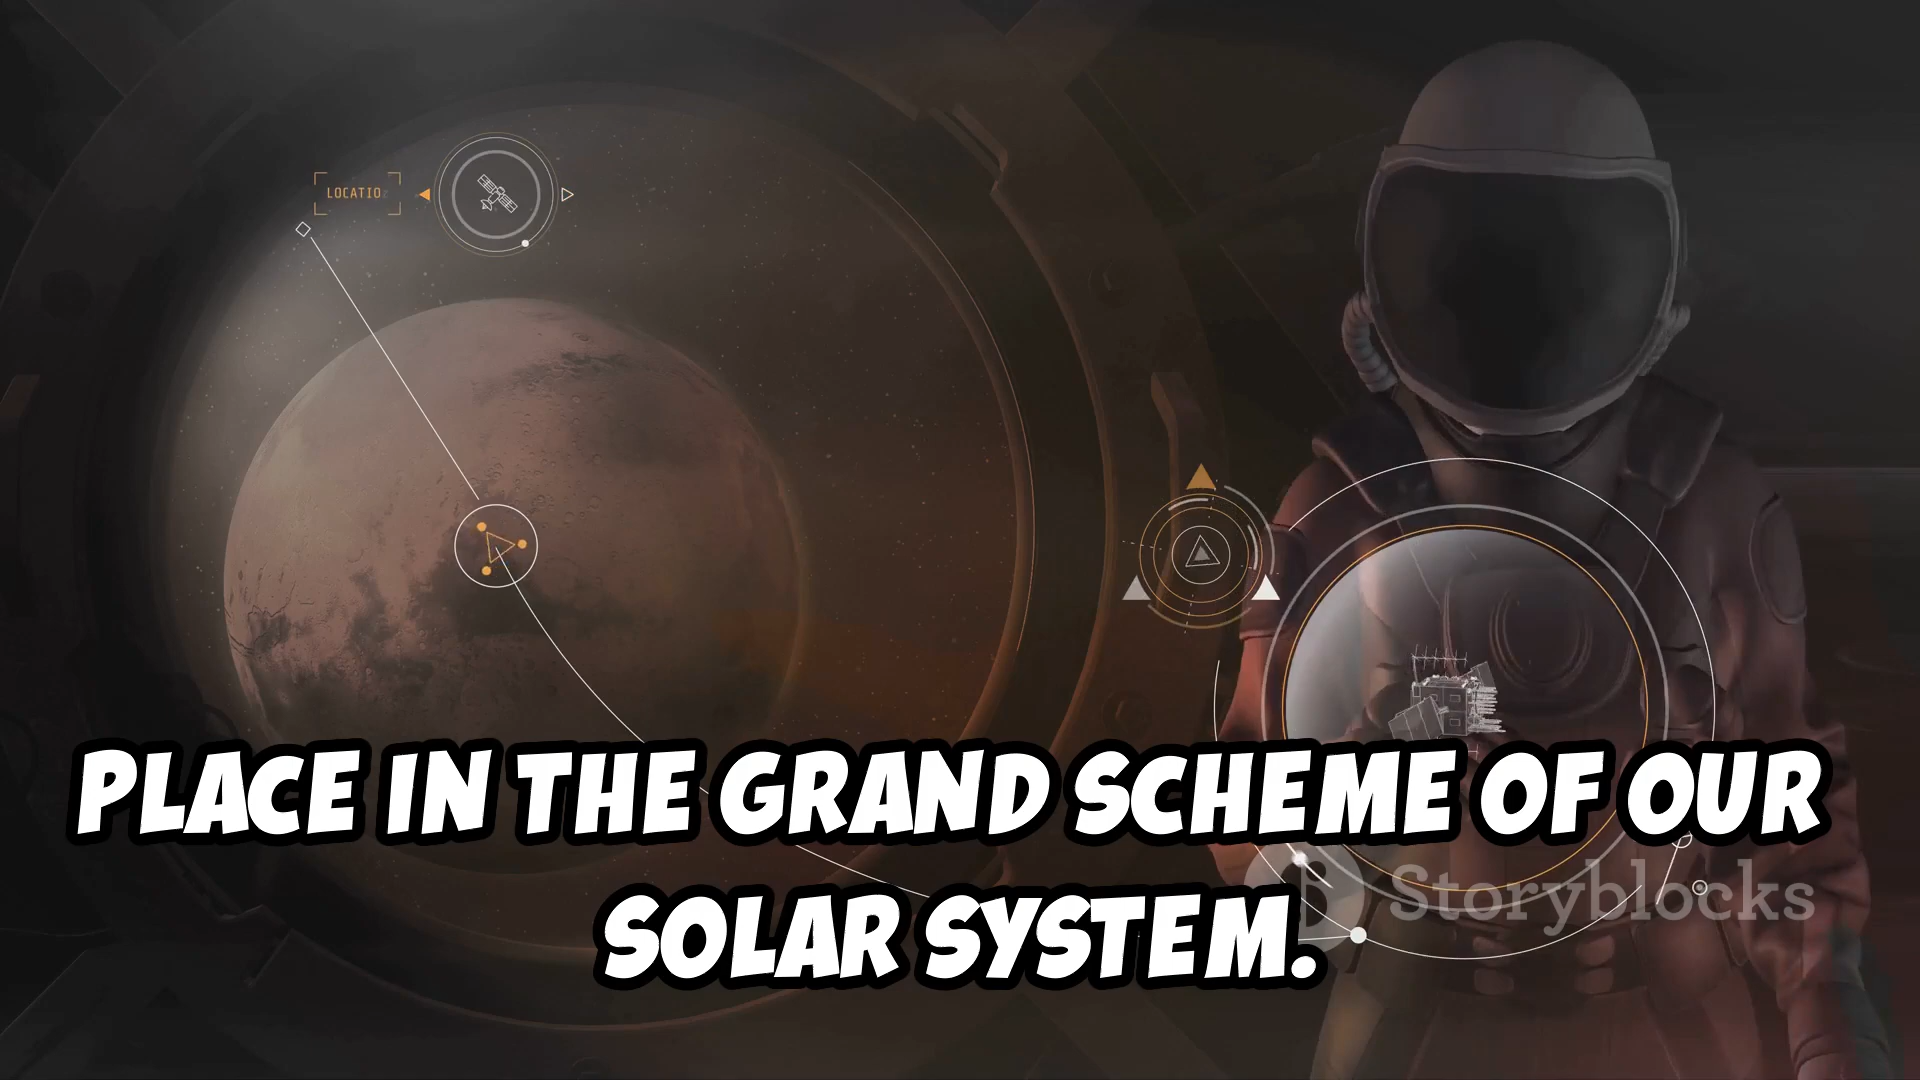 LOCATIO
PLACE IN THE GRAND SCHEME OF OUR
Storyblocks
SOLAR SYSTEM.